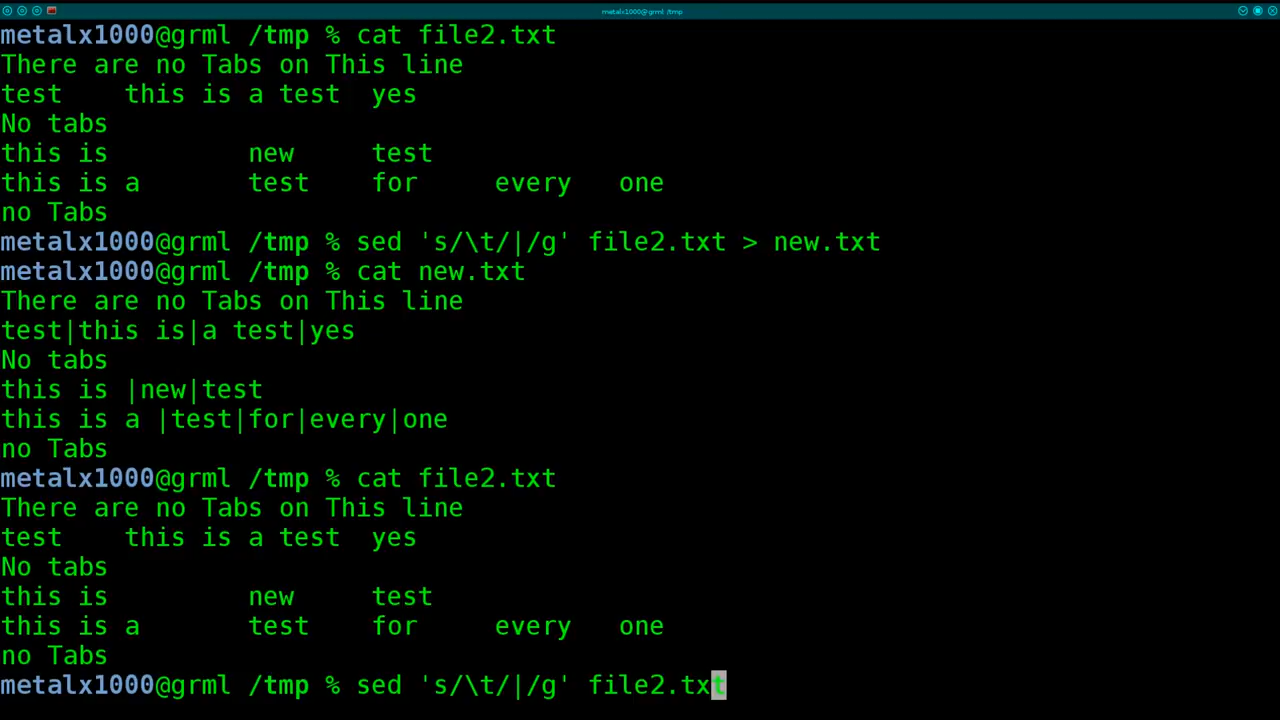 metalx1000@grml /tmp
metalx1000@grml /tmp % cat file2.txt
There are no Tabs on This line
test    this is a test  yes
No tabs
this is         new     test
this is a       test    for     every   one
no Tabs
metalx1000@grml /tmp % sed 's/\t/|/g' file2.txt > new.txt
metalx1000@grml /tmp % cat new.txt
There are no Tabs on This line
test|this is|a test|yes
No tabs
this is |new|test
this is a |test|for|every|one
no Tabs
metalx1000@grml /tmp % cat file2.txt
There are no Tabs on This line
test    this is a test  yes
No tabs
this is         new     test
this is a       test    for     every   one
no Tabs
metalx1000@grml /tmp % sed 's/\t/|/g' file2.txt